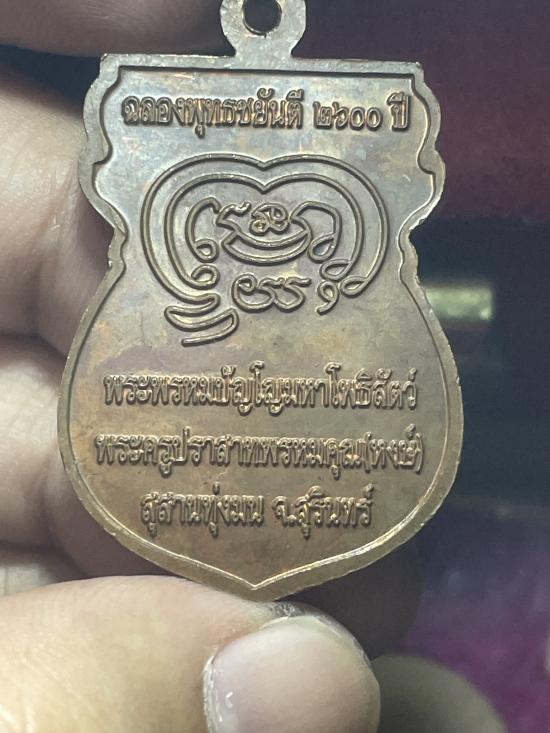 ฉลองพุทธชยันตี ๒๖๐๐ ปี
พระพรหมปัญโญมหาโพธิสัตว์
พระครูปราสาทพรหมคุณ(หงษ์)
สุสานทุ่งมน จ.สุรินทร์